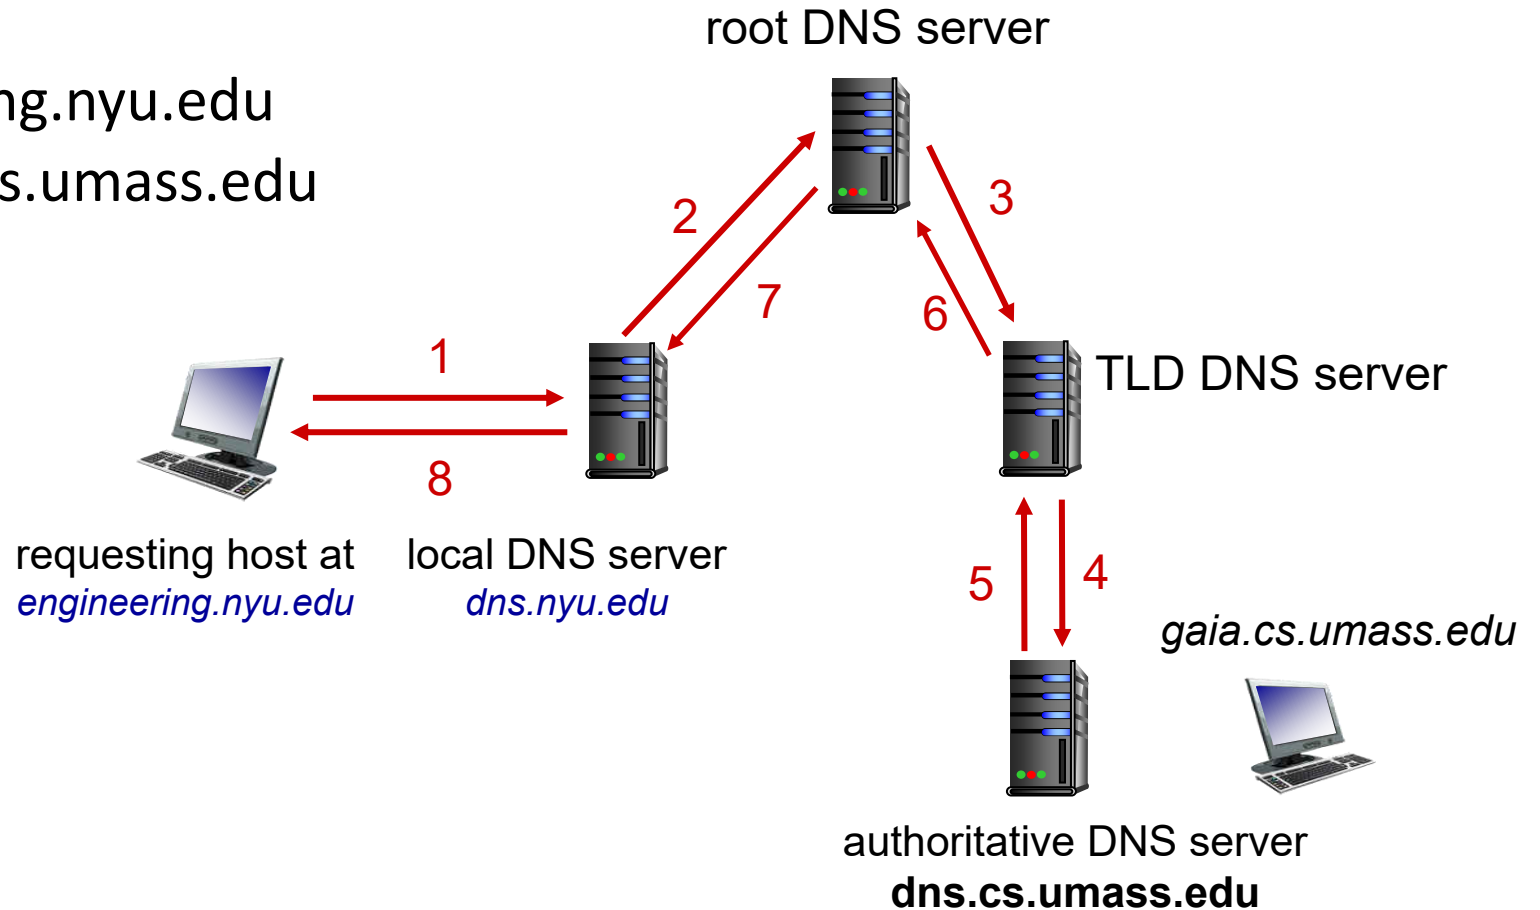 root DNS server
ng.nyu.edu
s.umass.edu
2
3
7
6
1
TLD DNS server
8
requesting host at
engineering.nyu.edu
local DNS server
dns.nyu.edu
5
4
gaia.cs.umass.edu
authoritative DNS server
dns.cs.umass.edu